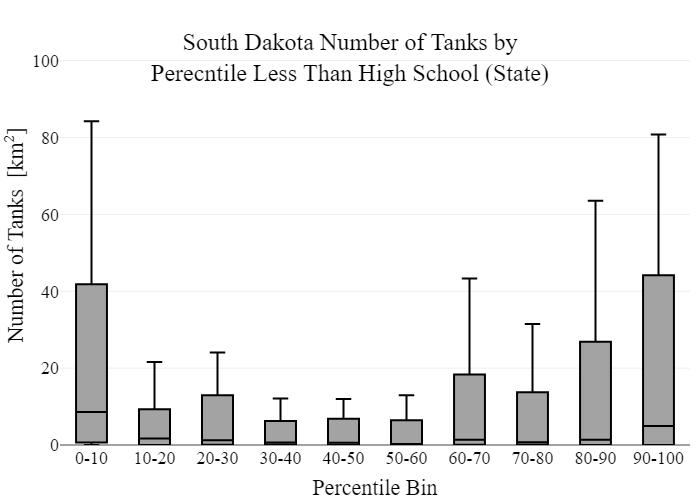 South Dakota Number of Tanks by
Perecntile Less Than High School (State)
Number of Tanks [km²]
100
80
60
40
20
0
0-10 10-20 20-30 30-40 40-50 50-60 60-70 70-80 80-90 90-100
Percentile Bin